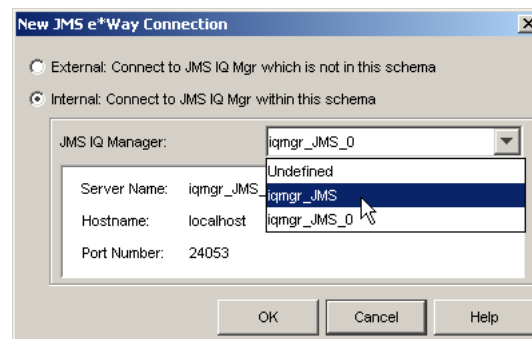 New JMS e*Way Connection
External: Connect to JMS IQ Mgr which is not in this schema
Internal: Connect to JMS IQ Mgr within this schema
JMS IQ Manager: iqmgr_JMS_0
Undefined
Server Name: iqmgr_JMS_ iqmgr_JMS
Hostname: localhost iqmgr_JMS_0
Port Number: 24053
OK Cancel Help